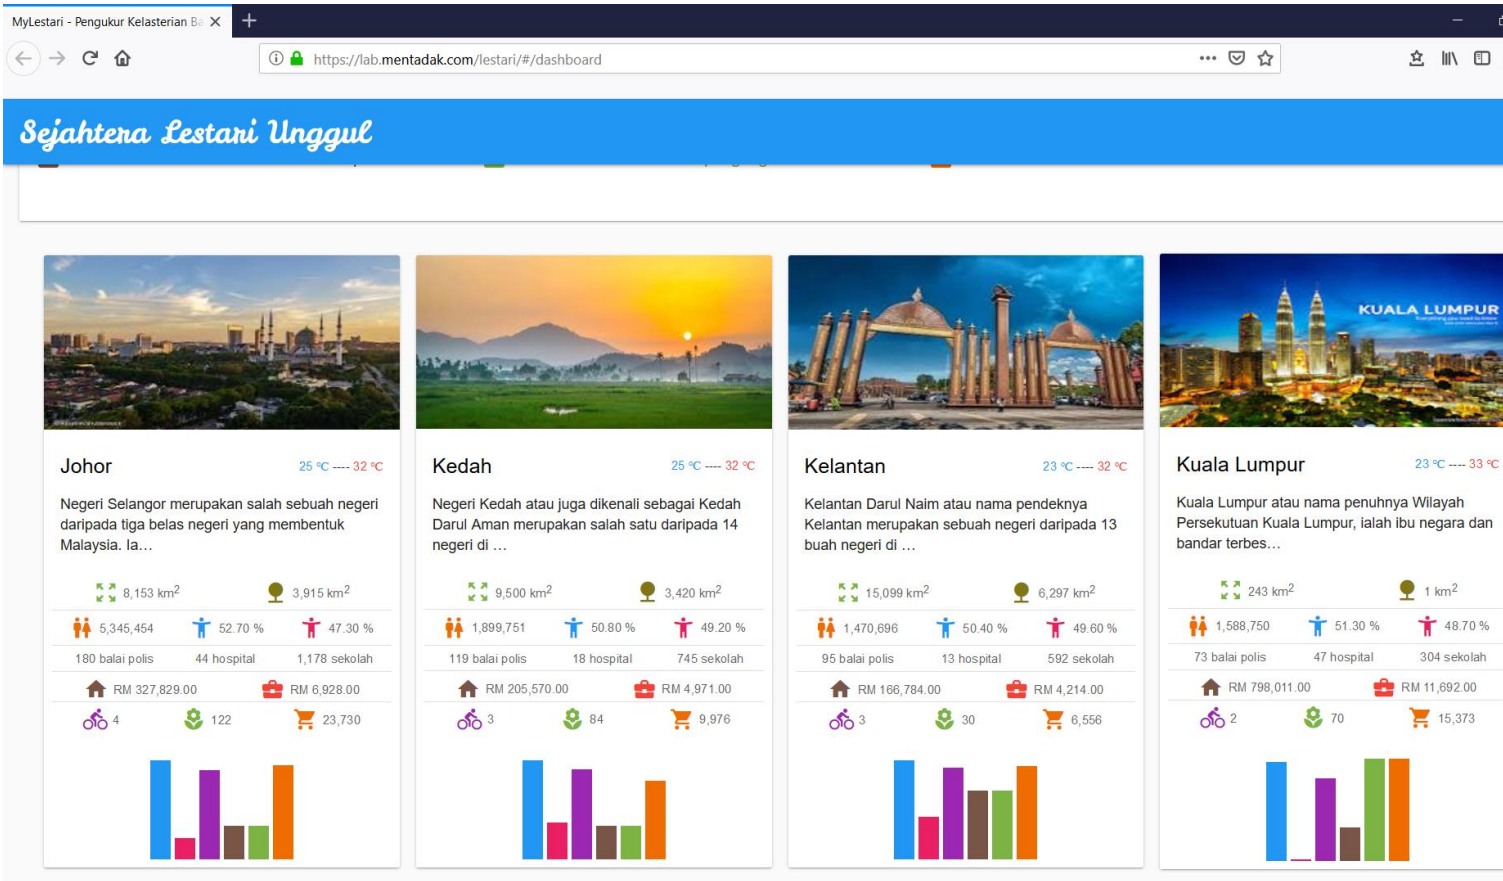 MyLestari - Pengukur Kelasterian Ba
https://lab.mentadak.com/lestari/#/dashboard
Sejahtera Lestari Unggul
KUALA LUMPUR
Johor
25 ℃ ---- 32 ℃
Negeri Selangor merupakan salah sebuah negeri
daripada tiga belas negeri yang membentuk
Malaysia. Ia…
8,153 km²
3,915 km²
5,345,454
52.70 %
47.30 %
180 balai polis
44 hospital
1,178 sekolah
RM 327,829.00
RM 6,928.00
4
122
23,730
Kedah
25 ℃ ---- 32 ℃
Negeri Kedah atau juga dikenali sebagai Kedah
Darul Aman merupakan salah satu daripada 14
negeri di …
9,500 km²
3,420 km²
1,899,751
50.80 %
49.20 %
119 balai polis
18 hospital
745 sekolah
RM 205,570.00
RM 4,971.00
3
84
9,976
Kelantan
23 ℃ ---- 32 ℃
Kelantan Darul Naim atau nama pendeknya
Kelantan merupakan sebuah negeri daripada 13
buah negeri di …
15,099 km²
6,297 km²
1,470,696
50.40 %
49.60 %
95 balai polis
13 hospital
592 sekolah
RM 166,784.00
RM 4,214.00
3
30
6,556
Kuala Lumpur
23 ℃ ---- 33 ℃
Kuala Lumpur atau nama penuhnya Wilayah
Persekutuan Kuala Lumpur, ialah ibu negara dan
bandar terbes…
243 km²
1 km²
1,588,750
51.30 %
48.70 %
73 balai polis
47 hospital
304 sekolah
RM 798,011.00
RM 11,692.00
2
70
15,373